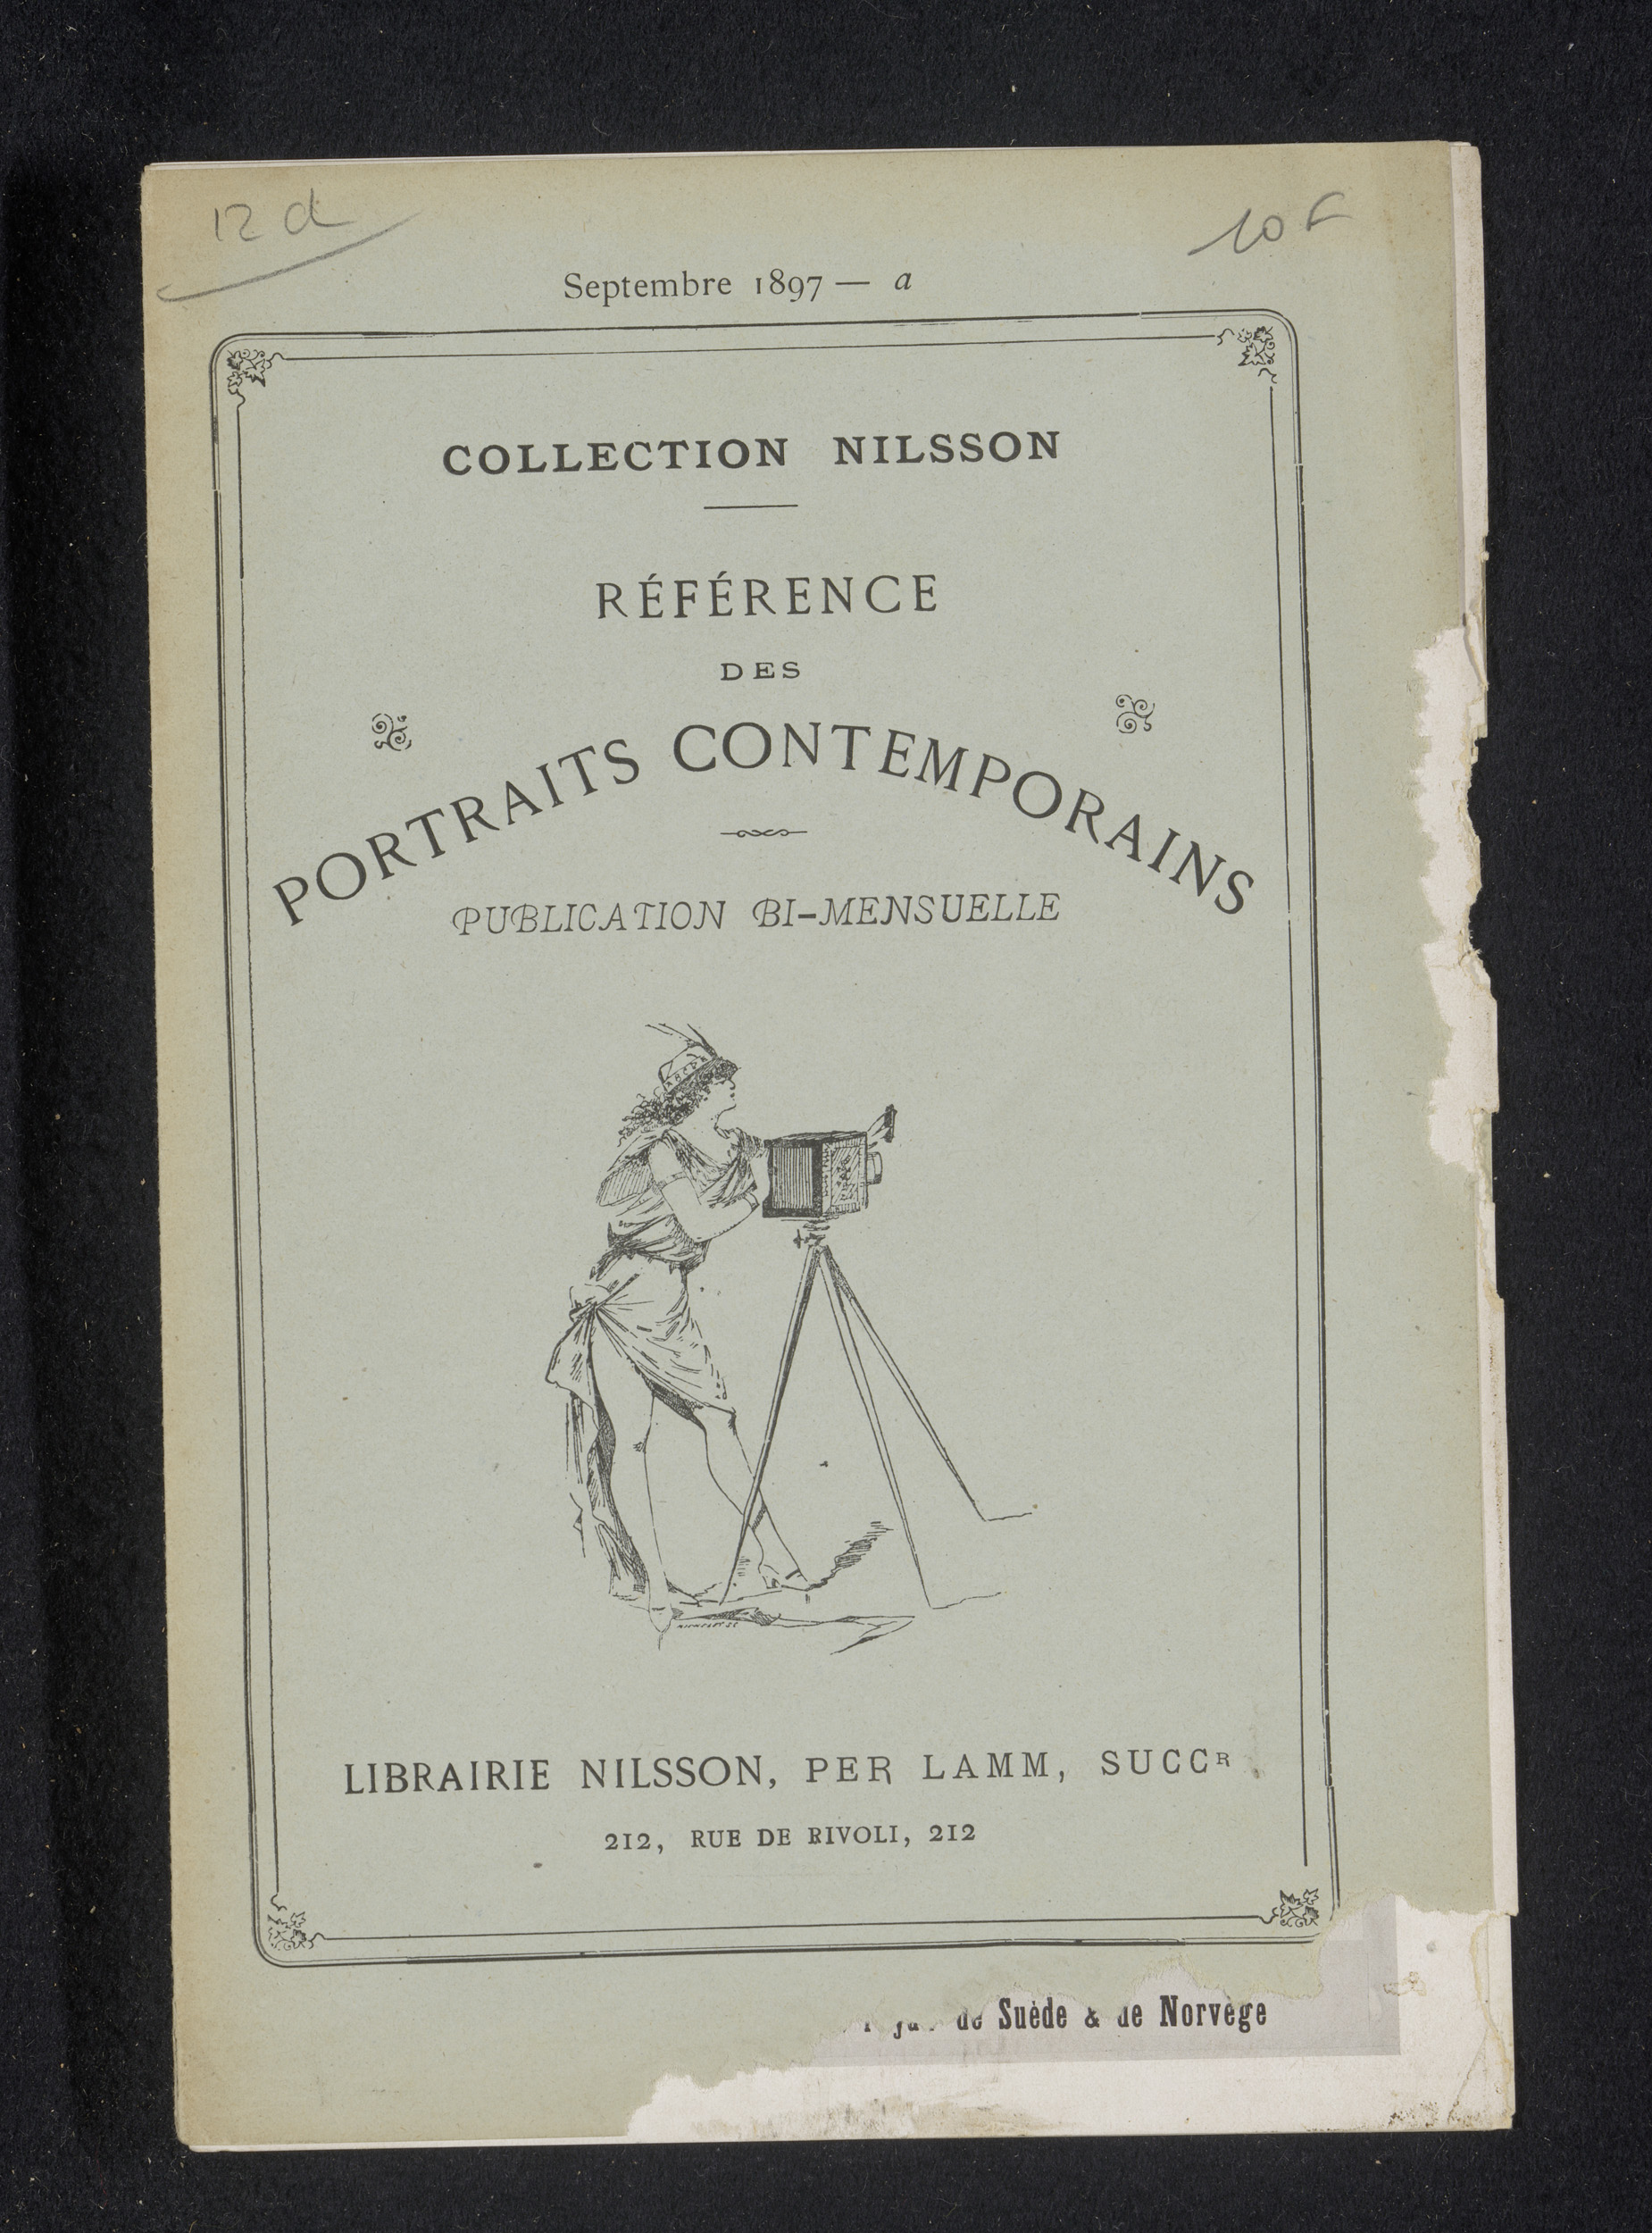 12 d
10 F
Septembre 1897 — a
COLLECTION NILSSON
RÉFÉRENCE
DES
PORTRAITS CONTEMPORAINS
PUBLICATION BI-MENSUELLE
LIBRAIRIE NILSSON, PER LAMM, SUCCR
212, RUE DE RIVOLI, 212
de Suède & de Norvège